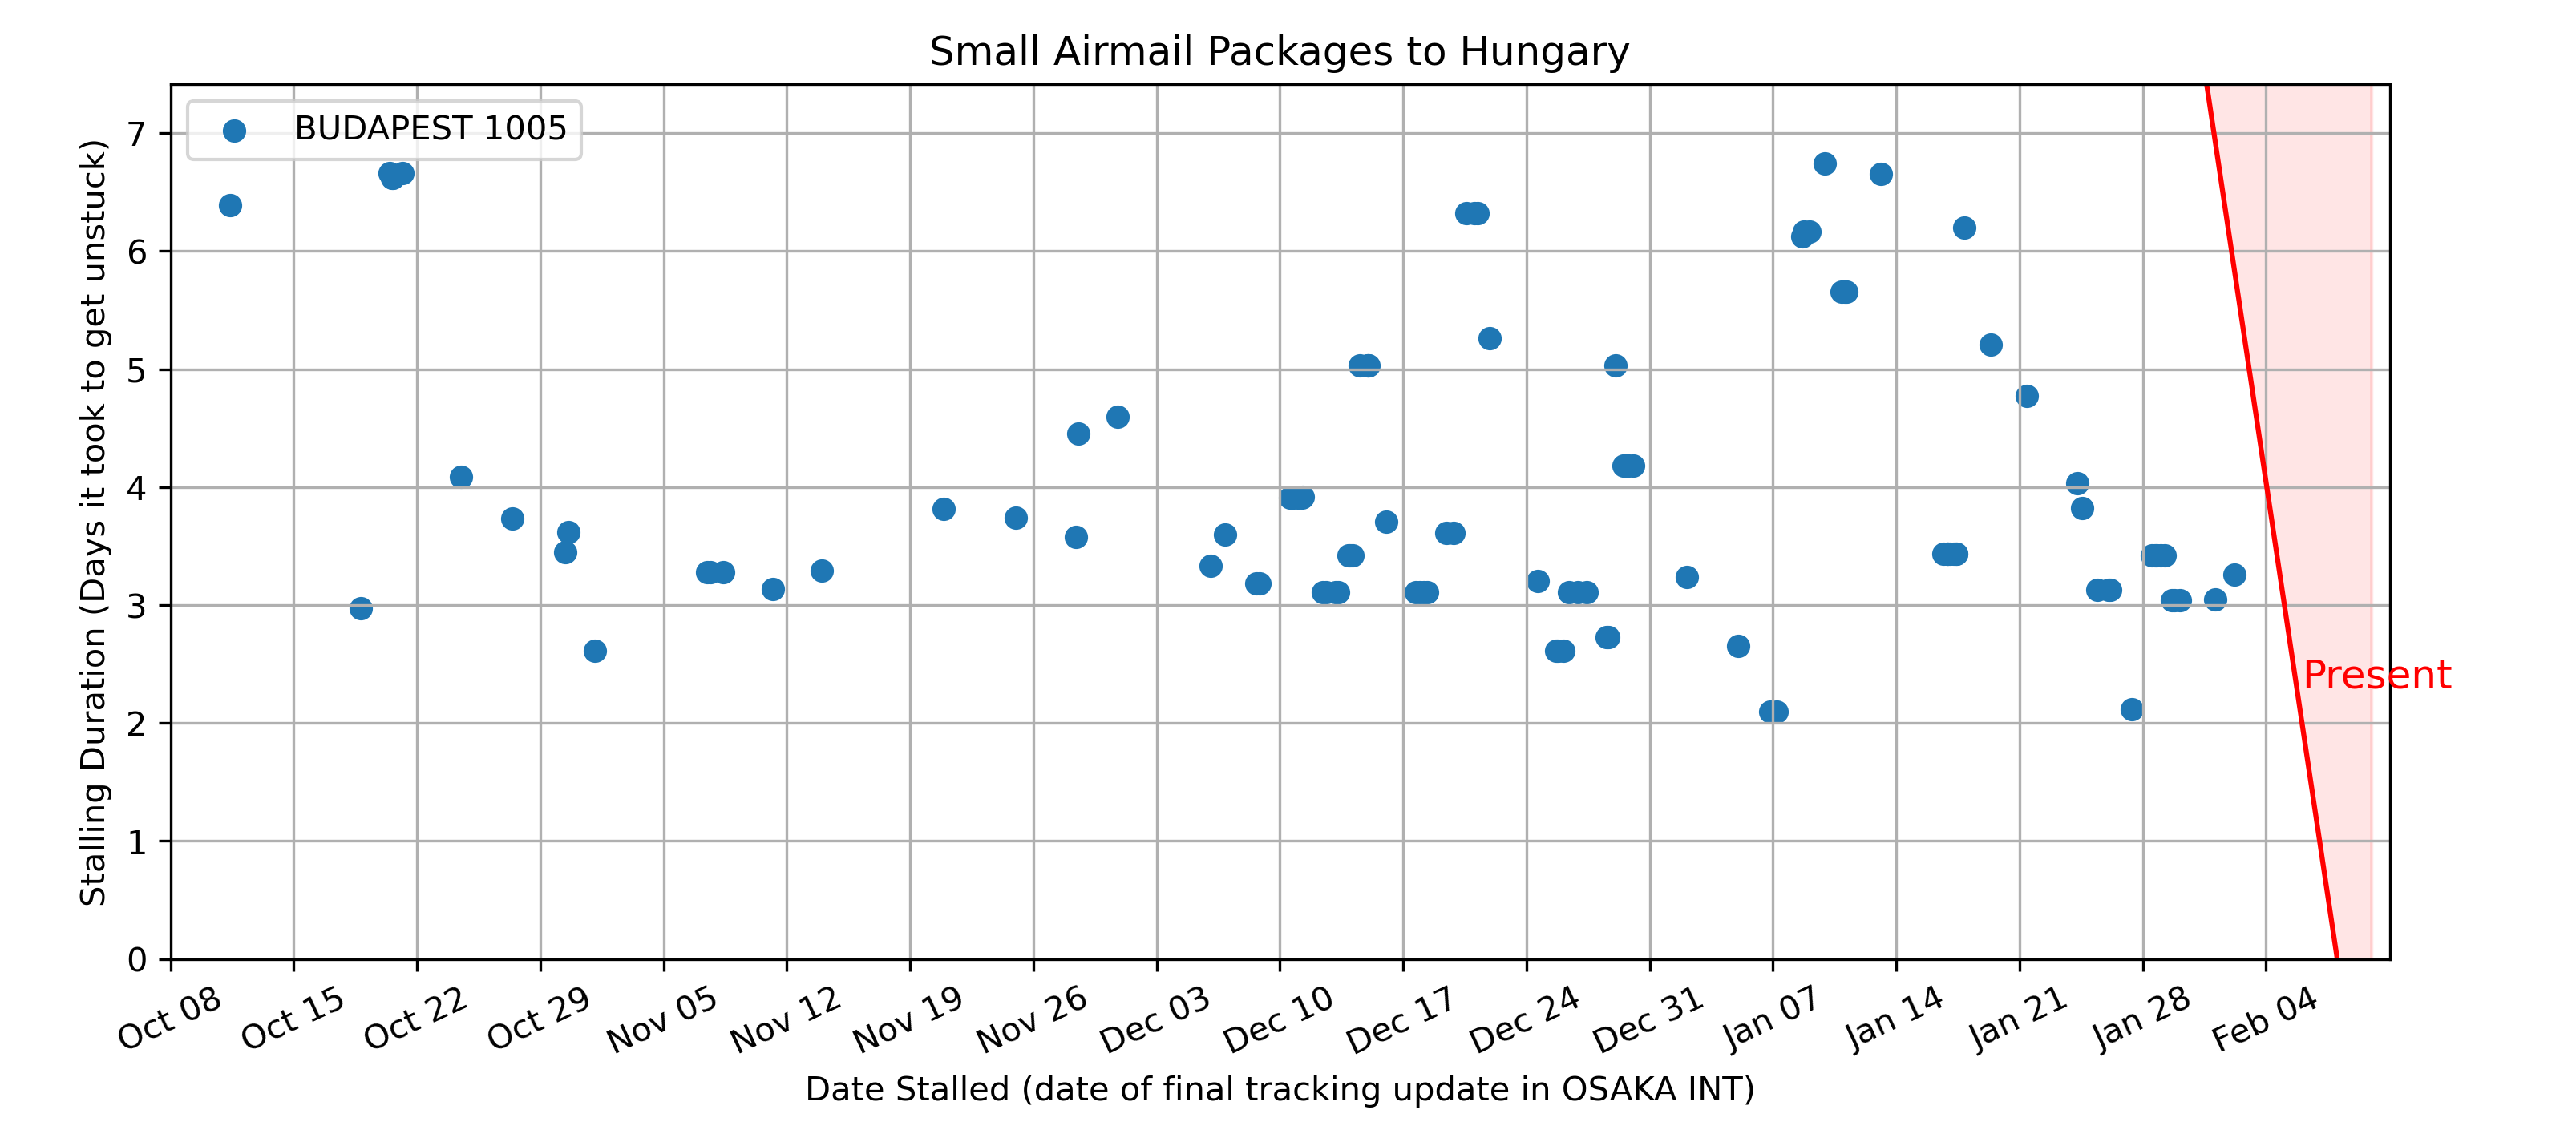 Small Airmail Packages to Hungary
BUDAPEST 1005
Stalling Duration (Days it took to get unstuck)
7
6
5
4
3
2
1
0
Present
Oct 08
Oct 15
Oct 22
Oct 29
Nov 05
Nov 12
Nov 19
Nov 26
Dec 03
Dec 10
Dec 17
Dec 24
Dec 31
Jan 07
Jan 14
Jan 21
Jan 28
Feb 04
Date Stalled (date of final tracking update in OSAKA INT)